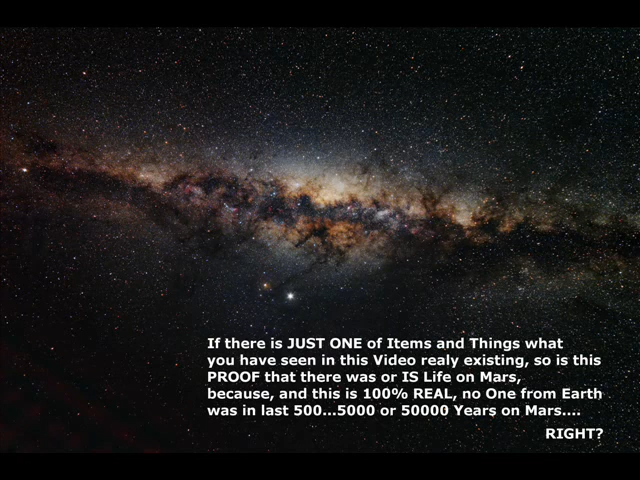 If there is JUST ONE of Items and Things what
you have seen in this Video realy existing, so is this
PROOF that there was or IS Life on Mars,
because, and this is 100% REAL, no One from Earth
was in last 500...5000 or 50000 Years on Mars....
RIGHT?